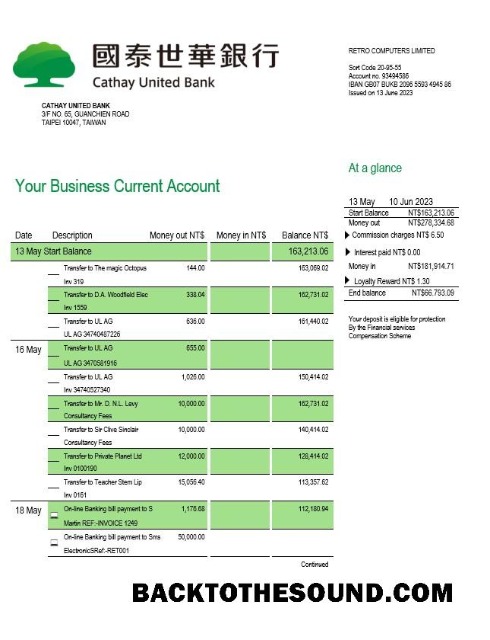 國泰世華銀行
Cathay United Bank
CATHAY UNITED BANK
3/F NO. 65, GUANCHIEN ROAD
TAIPEI 10047, TAIWAN
RETRO COMPUTERS LIMITED
Sort Code 20-95-55
Account no. 93494586
IBAN GB07 BUKB 2096 5593 4945 86
Issued on 13 June 2023
At a glance
Your Business Current Account
13 May 10 Jun 2023
Start Balance NT$163,213.06
Money out NT$278,334.68
Commission charges NT$ 6.50
Interest paid NT$ 0.00
Money in NT$181,914.71
Loyalty Reward NT$ 1.30
End balance NT$66,793.09
Your deposit is eligible for protection
By the Financial services
Compensation Scheme
Date Description Money out NT$ Money in NT$ Balance NT$
13 May Start Balance 163,213.06
Transfer to The magic Octopus 144.00 163,069.02
Inv 319
Transfer to D.A. Woodfield Elec 338.04 162,731.02
Inv 1559
Transfer to UL AG 636.00 161,440.02
UL AG 34740487226
16 May Transfer to UL AG 655.00
UL AG 3470581916
Transfer to UL AG 1,026.00 150,414.02
Inv 34740527340
Transfer to Mr. D. N.L. Levy 10,000.00 162,731.02
Consultancy Fees
Transfer to Sir Clive Sinclair 10,000.00 140,414.02
Consultancy Fees
Transfer to Private Planet Ltd 12,000.00 128,414.02
Inv 0100190
Transfer to Teacher Stem Lip 15,056.40 113,357.62
Inv 0161
18 May On-line Banking bill payment to S 1,176.68 112,180.94
Martin REF:-INVOICE 1249
On-line Banking bill payment to Sms 50,000.00
ElectronicSRef:-RET001
Continued
BACKTOTHESOUND.COM